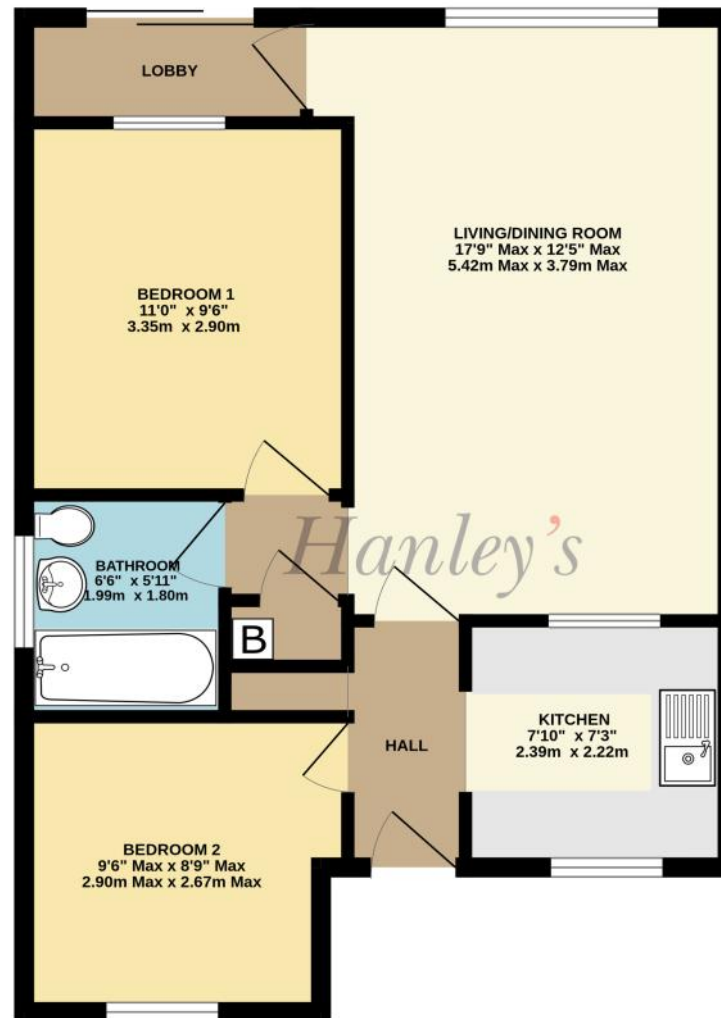 LOBBY
LIVING/DINING ROOM
17'9" Max x 12'5" Max
5.42m Max x 3.79m Max
BEDROOM 1
11'0" x 9'6"
3.35m x 2.90m
Hanley's
BATHROOM
6'6" x 5'11"
1.99m x 1.80m
B
KITCHEN
7'10" x 7'3"
2.39m x 2.22m
HALL
BEDROOM 2
9'6" Max x 8'9" Max
2.90m Max x 2.67m Max